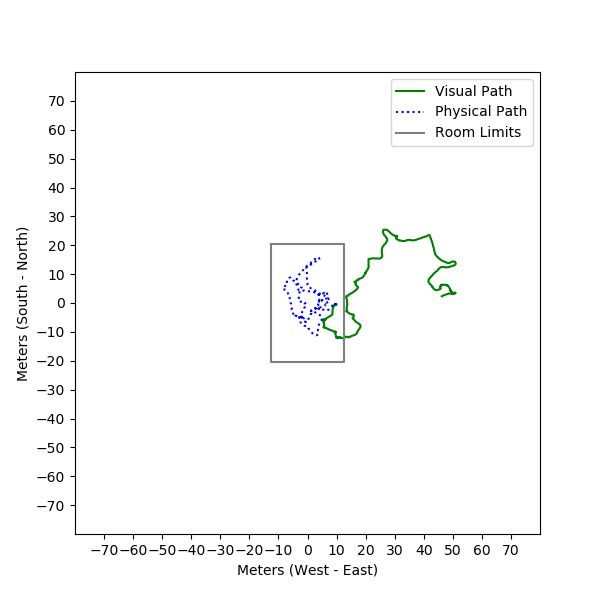 Visual Path
Physical Path
Room Limits
Meters (South - North)
70
60
50
40
30
20
10
0
−10
−20
−30
−40
−50
−60
−70
−70 −60 −50 −40 −30 −20 −10 0 10 20 30 40 50 60 70
Meters (West - East)